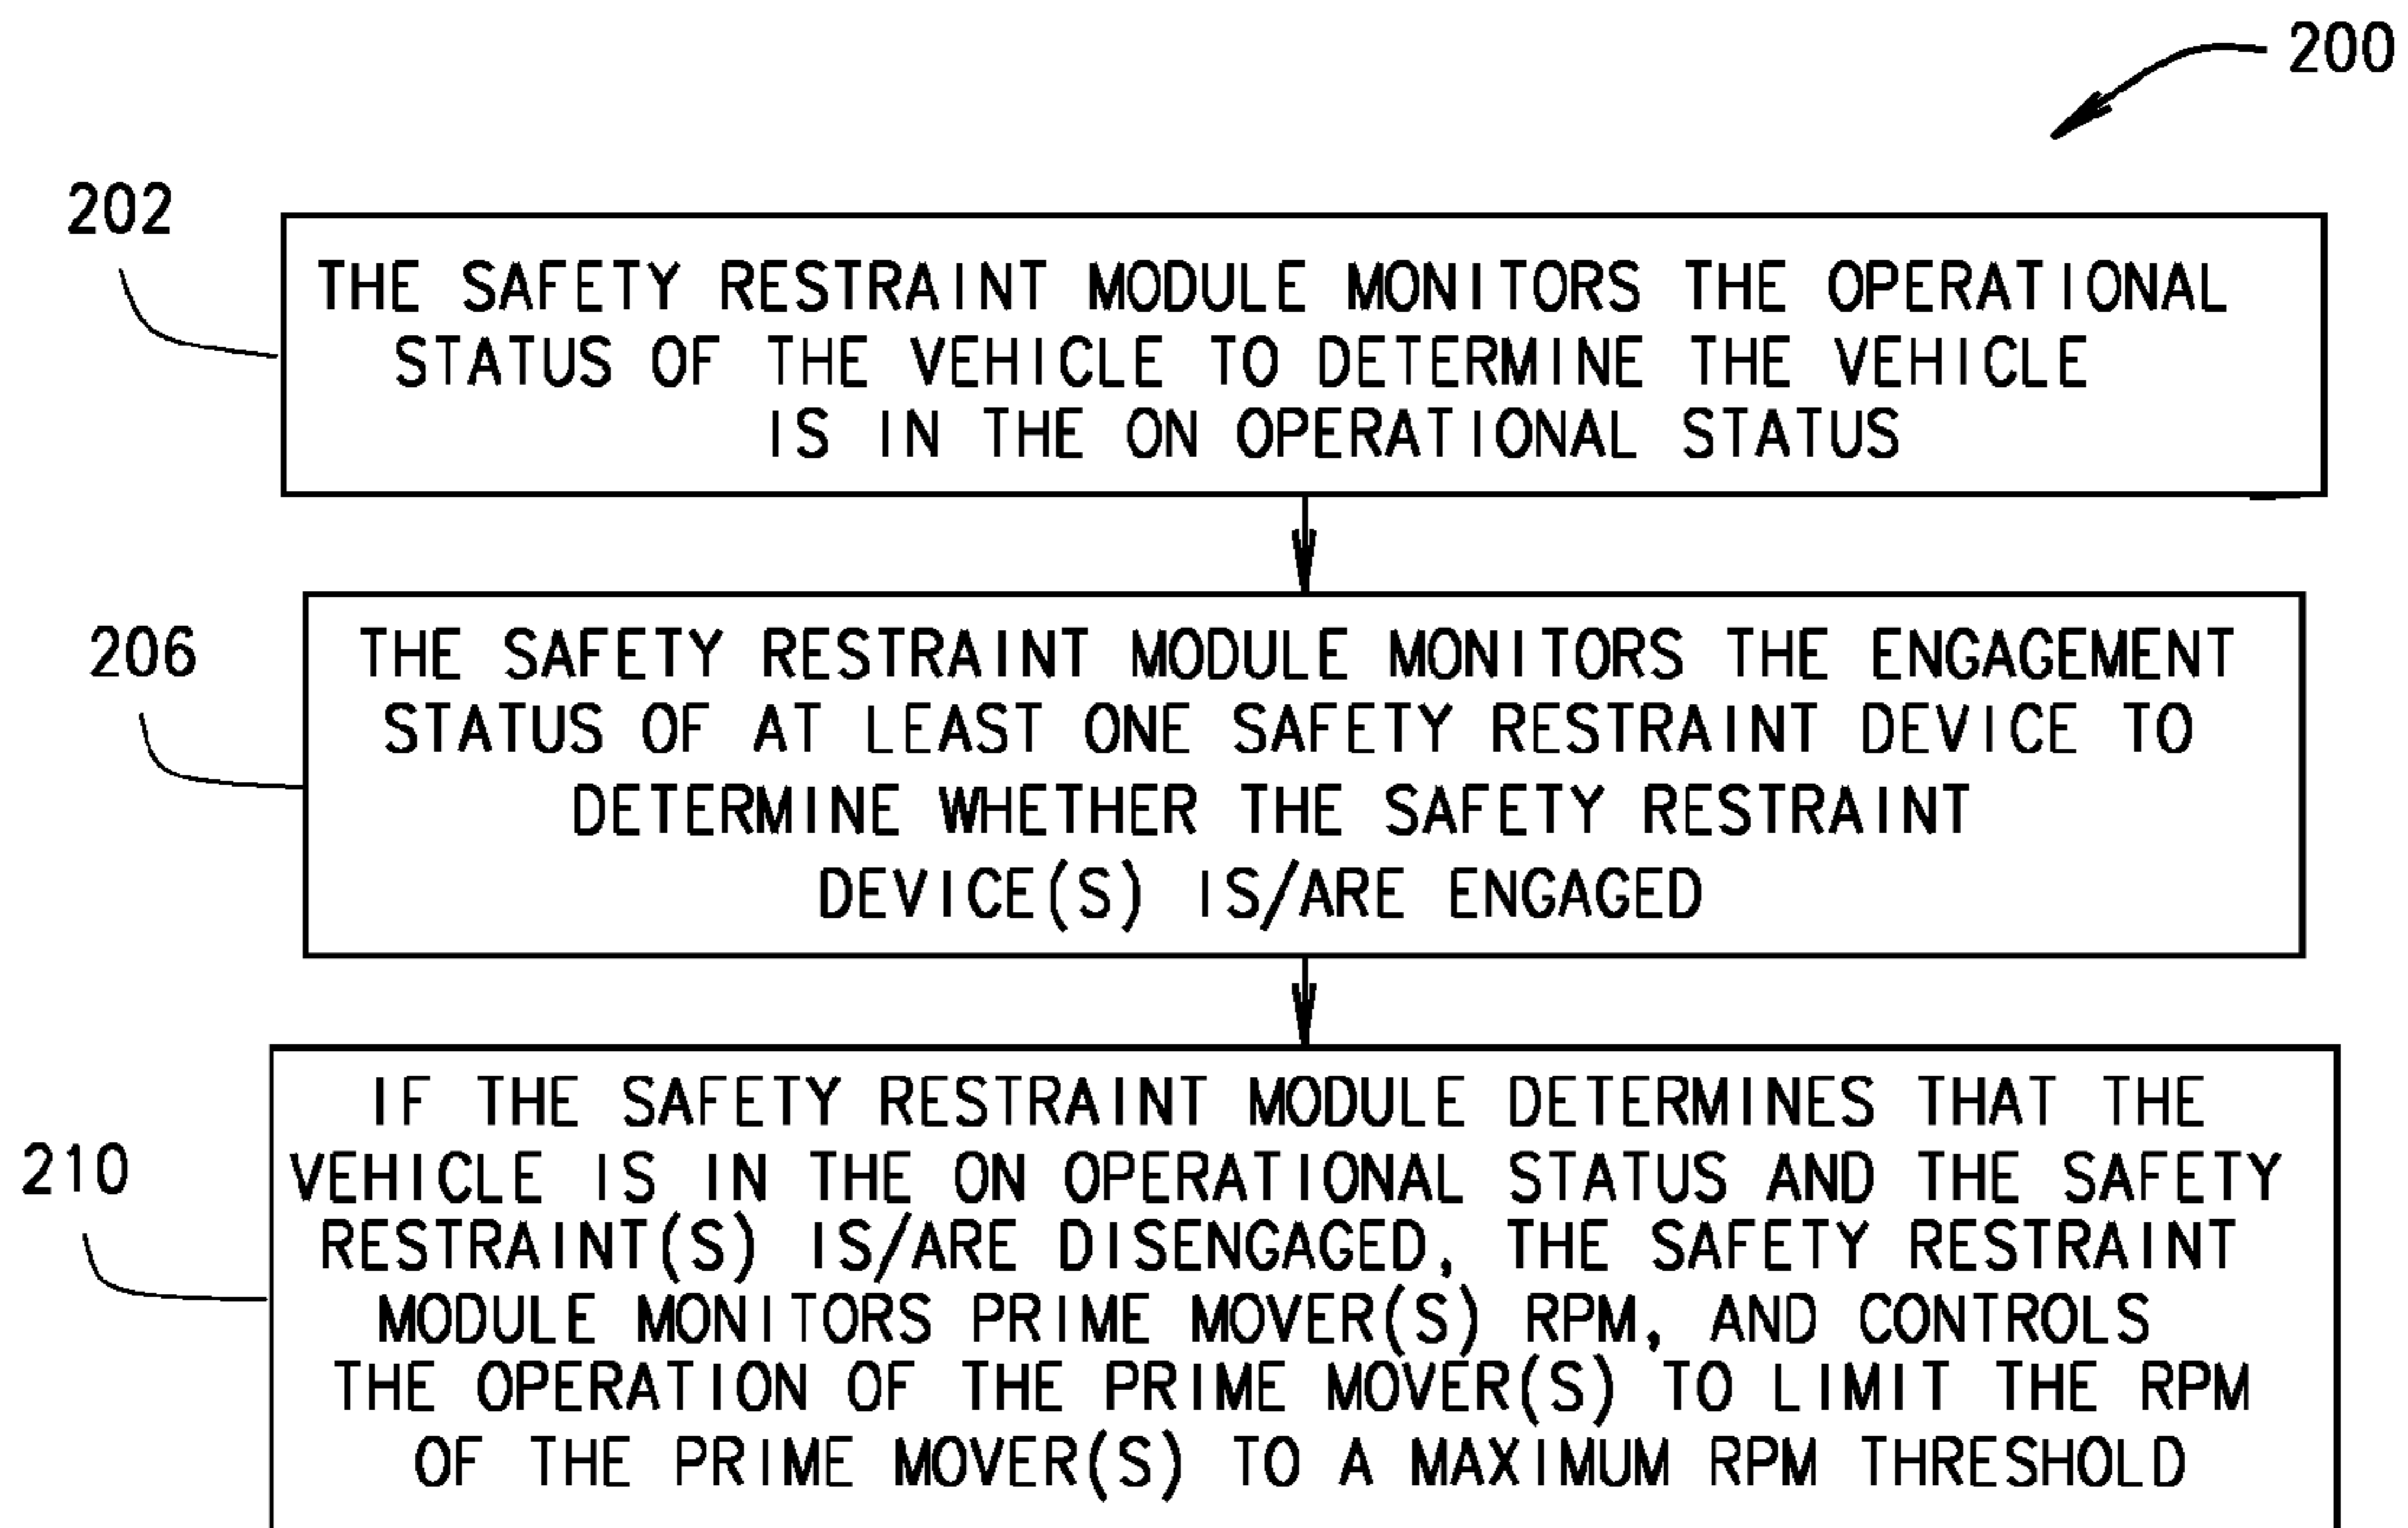 200
202
THE SAFETY RESTRAINT MODULE MONITORS THE OPERATIONAL
STATUS OF THE VEHICLE TO DETERMINE THE VEHICLE
IS IN THE ON OPERATIONAL STATUS
206
THE SAFETY RESTRAINT MODULE MONITORS THE ENGAGEMENT
STATUS OF AT LEAST ONE SAFETY RESTRAINT DEVICE TO
DETERMINE WHETHER THE SAFETY RESTRAINT
DEVICE(S) IS/ARE ENGAGED
210
IF THE SAFETY RESTRAINT MODULE DETERMINES THAT THE
VEHICLE IS IN THE ON OPERATIONAL STATUS AND THE SAFETY
RESTRAINT(S) IS/ARE DISENGAGED, THE SAFETY RESTRAINT
MODULE MONITORS PRIME MOVER(S) RPM, AND CONTROLS
THE OPERATION OF THE PRIME MOVER(S) TO LIMIT THE RPM
OF THE PRIME MOVER(S) TO A MAXIMUM RPM THRESHOLD